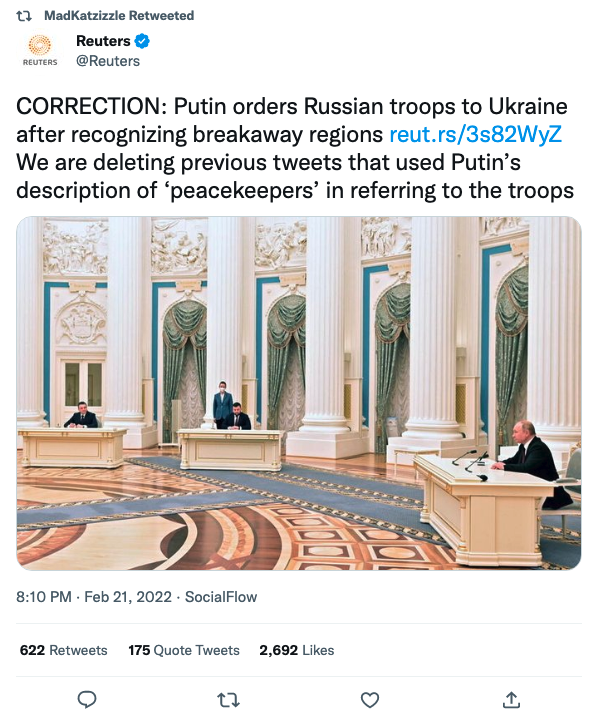 MadKatzizzle Retweeted
Reuters
REUTERS
@Reuters
CORRECTION: Putin orders Russian troops to Ukraine
after recognizing breakaway regions reut.rs/3s82WyZ
We are deleting previous tweets that used Putin’s
description of ‘peacekeepers’ in referring to the troops
8:10 PM · Feb 21, 2022 · SocialFlow
622 Retweets 175 Quote Tweets 2,692 Likes